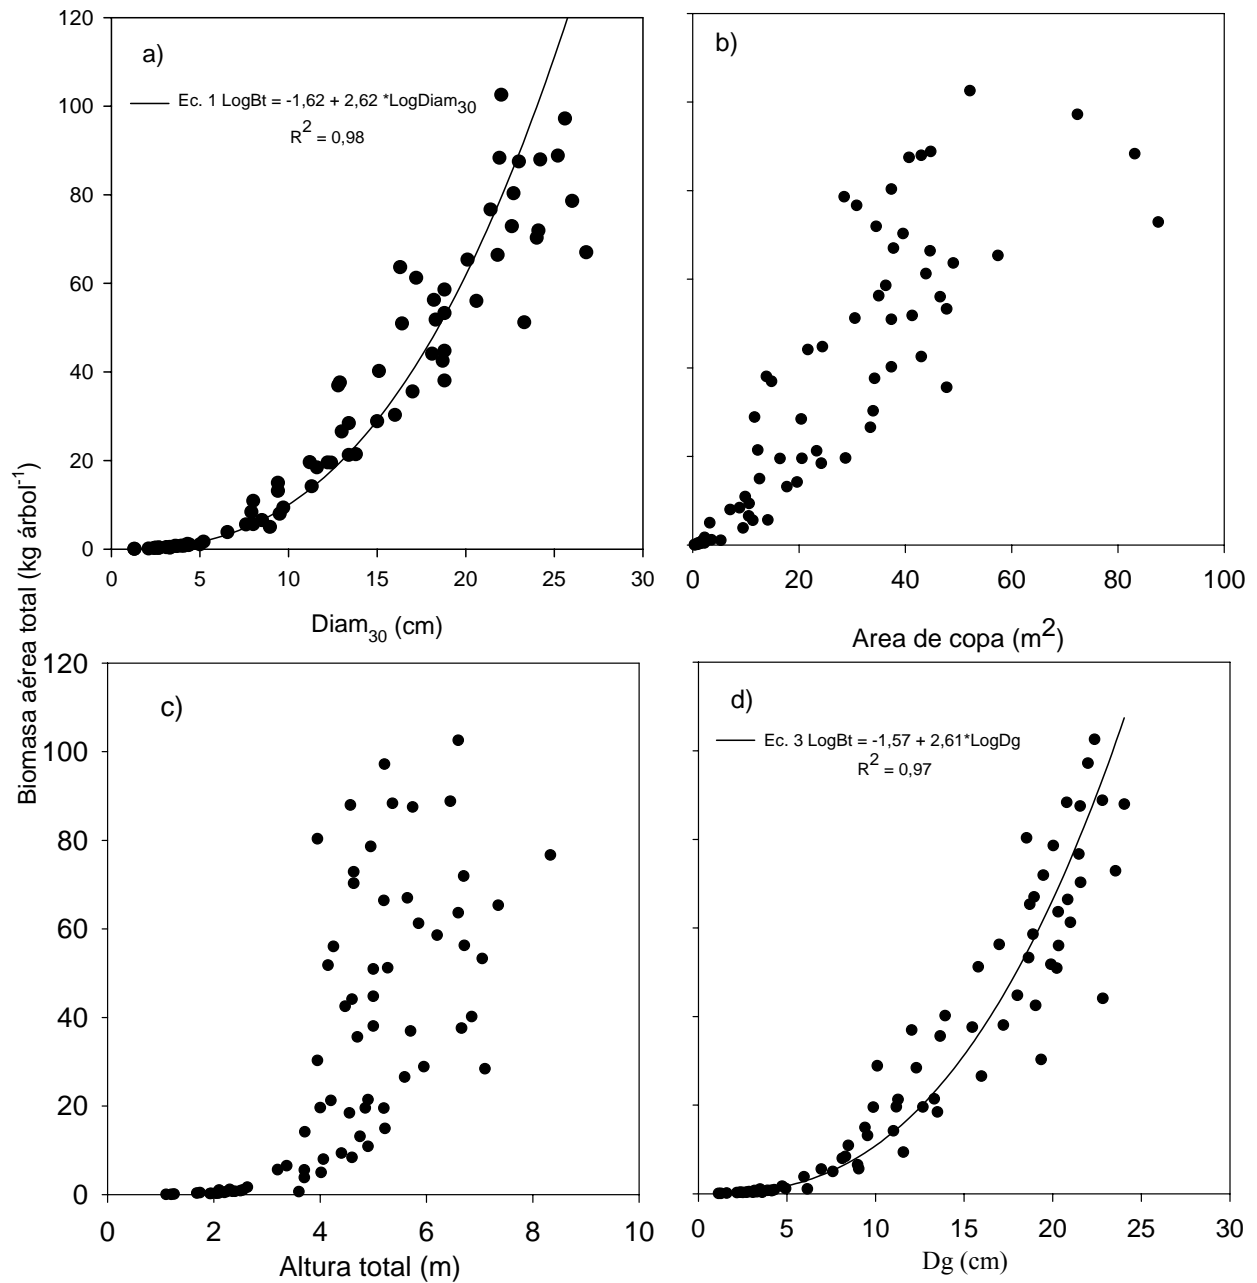 Biomasa aérea total (kg árbol-1)
a)
Ec. 1 LogBt = -1,62 + 2,62 *LogDiam30
R2 = 0,98
120
100
80
60
40
20
0
0 5 10 15 20 25 30
Diam30 (cm)
b)
0 20 40 60 80 100
Area de copa (m2)
c)
120
100
80
60
40
20
0
0 2 4 6 8 10
Altura total (m)
d)
Ec. 3 LogBt = -1,57 + 2,61*LogDg
R2 = 0,97
0 5 10 15 20 25 30
Dg (cm)